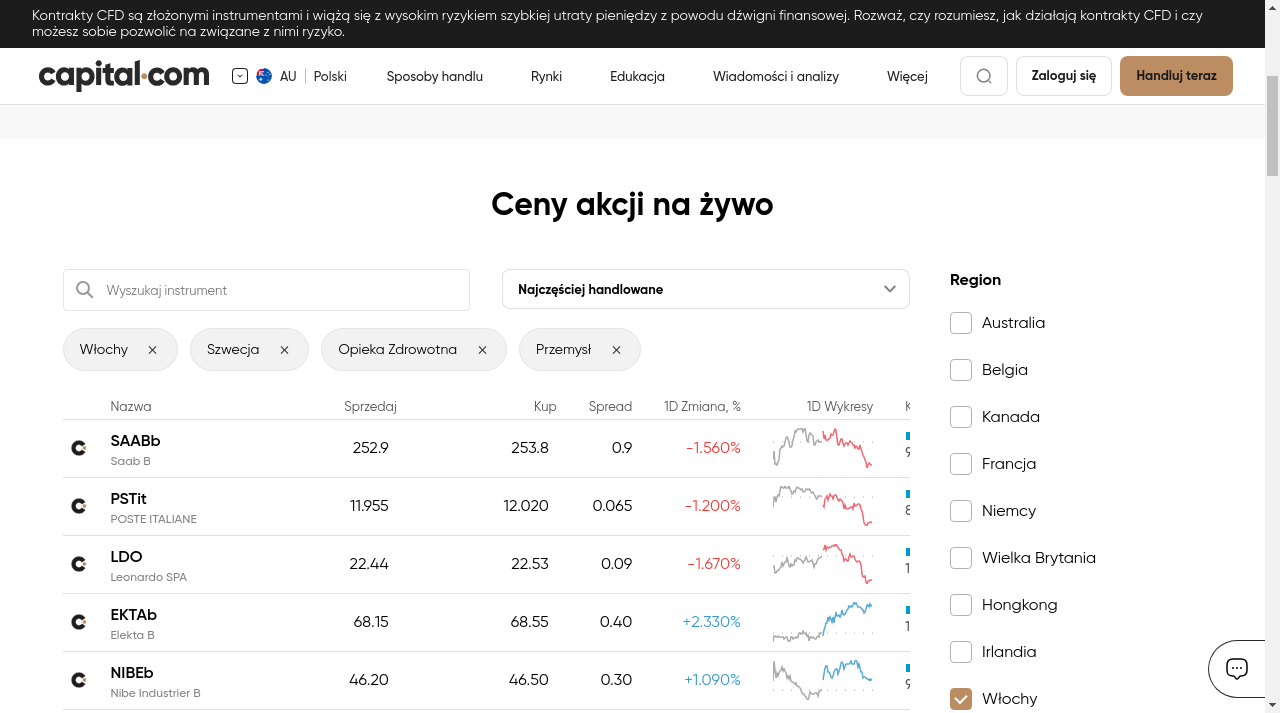 Kontrakty CFD są złożonymi instrumentami i wiążą się z wysokim ryzykiem szybkiej utraty pieniędzy z powodu dźwigni finansowej. Rozważ, czy rozumiesz, jak działają kontrakty CFD i czy
możesz sobie pozwolić na związane z nimi ryzyko.
capital.com AU Polski Sposoby handlu Rynki Edukacja Wiadomości i analizy Więcej Zaloguj się Handluj teraz
Ceny akcji na żywo
Wyszukaj instrument
Najczęściej handlowane
Włochy × Szwecja × Opieka Zdrowotna × Przemysł ×
Nazwa Sprzedaj Kup Spread 1D Zmiana, % 1D Wykresy
SAABb 252.9 253.8 0.9 -1.560%
Saab B
PSTit 11.955 12.020 0.065 -1.200%
POSTE ITALIANE
LDO 22.44 22.53 0.09 -1.670%
Leonardo SPA
EKTAb 68.15 68.55 0.40 +2.330%
Elekta B
NIBEb 46.20 46.50 0.30 +1.090%
Nibe Industrier B
Region
Australia
Belgia
Kanada
Francja
Niemcy
Wielka Brytania
Hongkong
Irlandia
Włochy